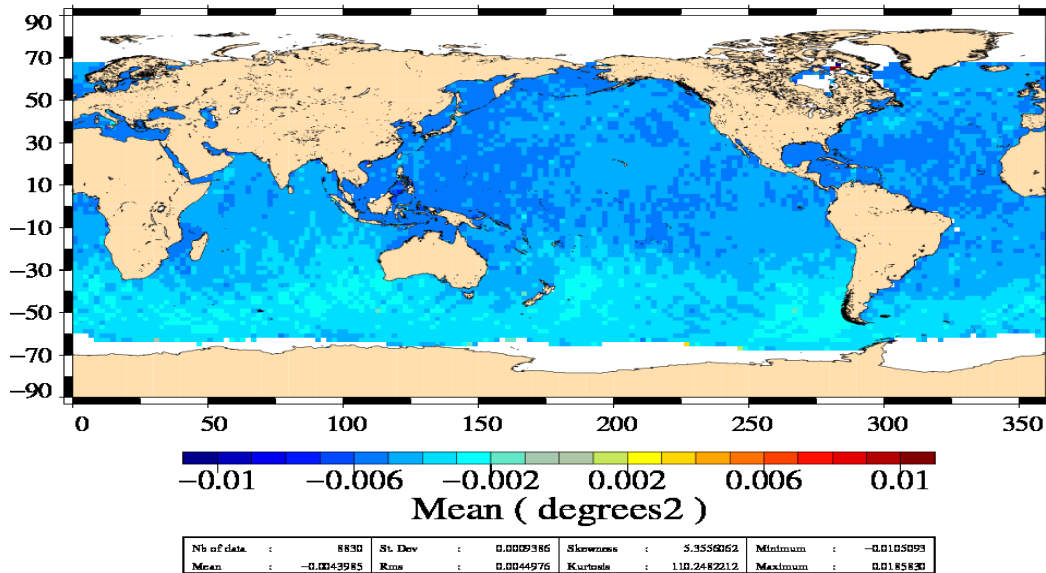 90
70
50
30
10
−10
−30
−50
−70
−90
0 50 100 150 200 250 300 350
−0.01 −0.006 −0.002 0.002 0.006 0.01
Mean ( degrees2 )
Nb of data : 8830 St. Dev : 0.0009386 Skewness : 5.3556062 Minimum : −0.0105093
Mean : −0.0043985 Rms : 0.0044976 Kurtosis : 110.2482212 Maximum : 0.0185830